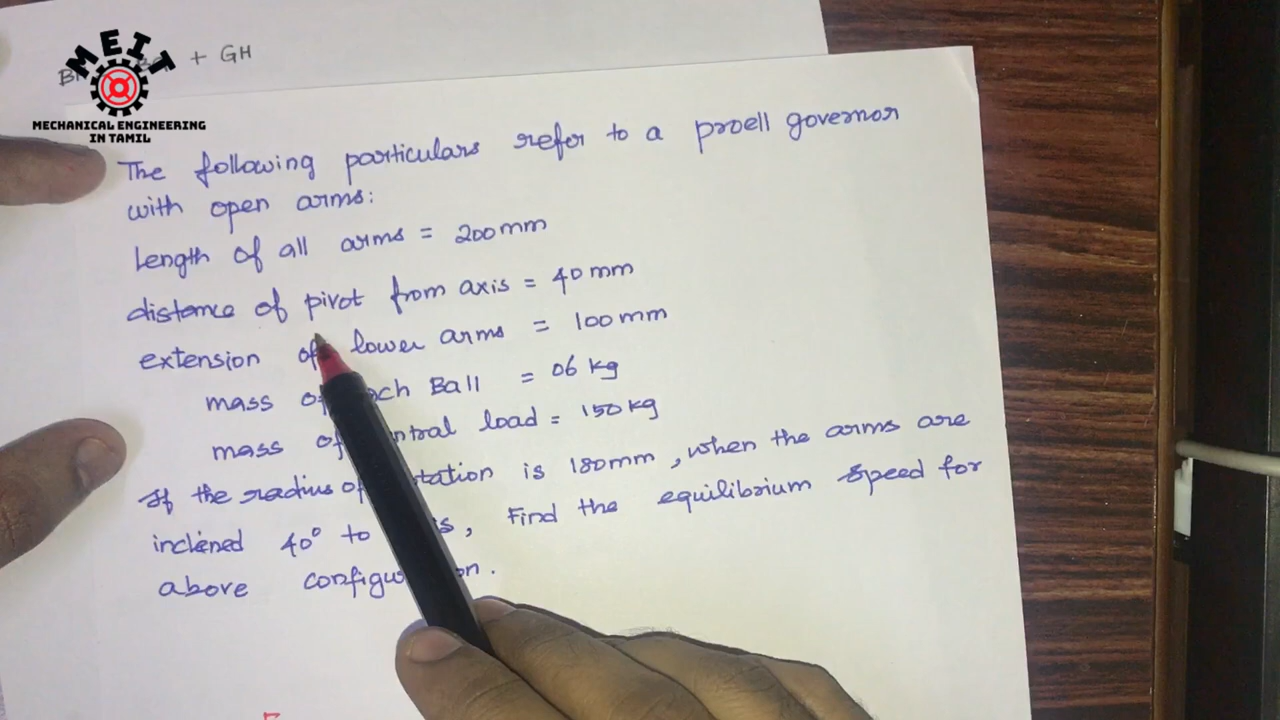 + GH
MEIT
MECHANICAL ENGINEERING
IN TAMIL
The following particulars refer to a proell governor
with open arms:
Length of all arms = 200mm
distance of pivot from axis = 40mm
extension of lower arms = 100mm
mass of Ball = 06 kg
mass of load = 150kg
If the radius of is 180mm, when the arms are
inclined 40° to , Find the equilibrium speed for
above